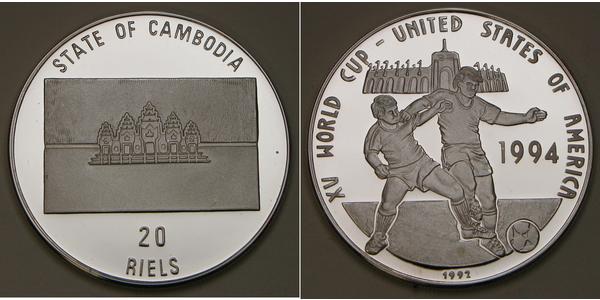 STATE OF CAMBODIA
20
RIELS
XV WORLD CUP - UNITED STATES OF AMERICA
1994
1992